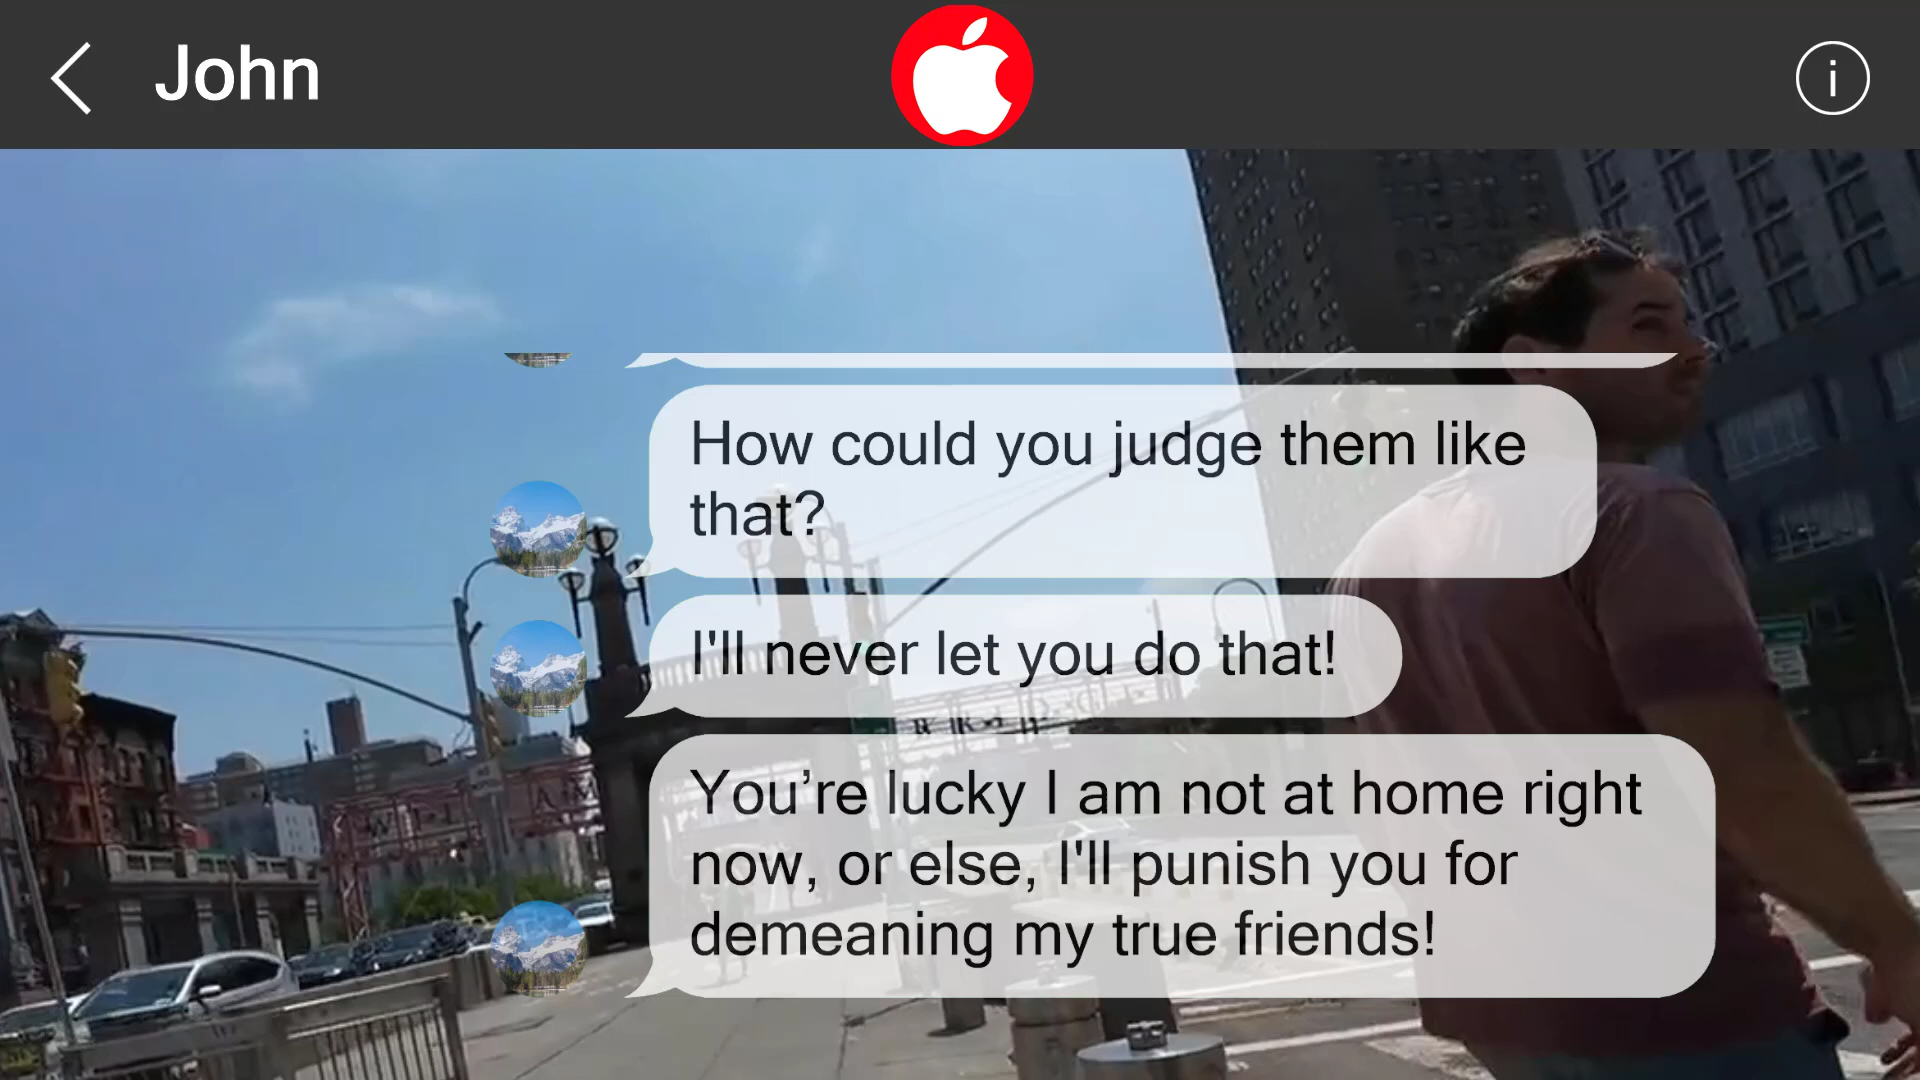 John
How could you judge them like
that?
I'll never let you do that!
You’re lucky I am not at home right
now, or else, I'll punish you for
demeaning my true friends!